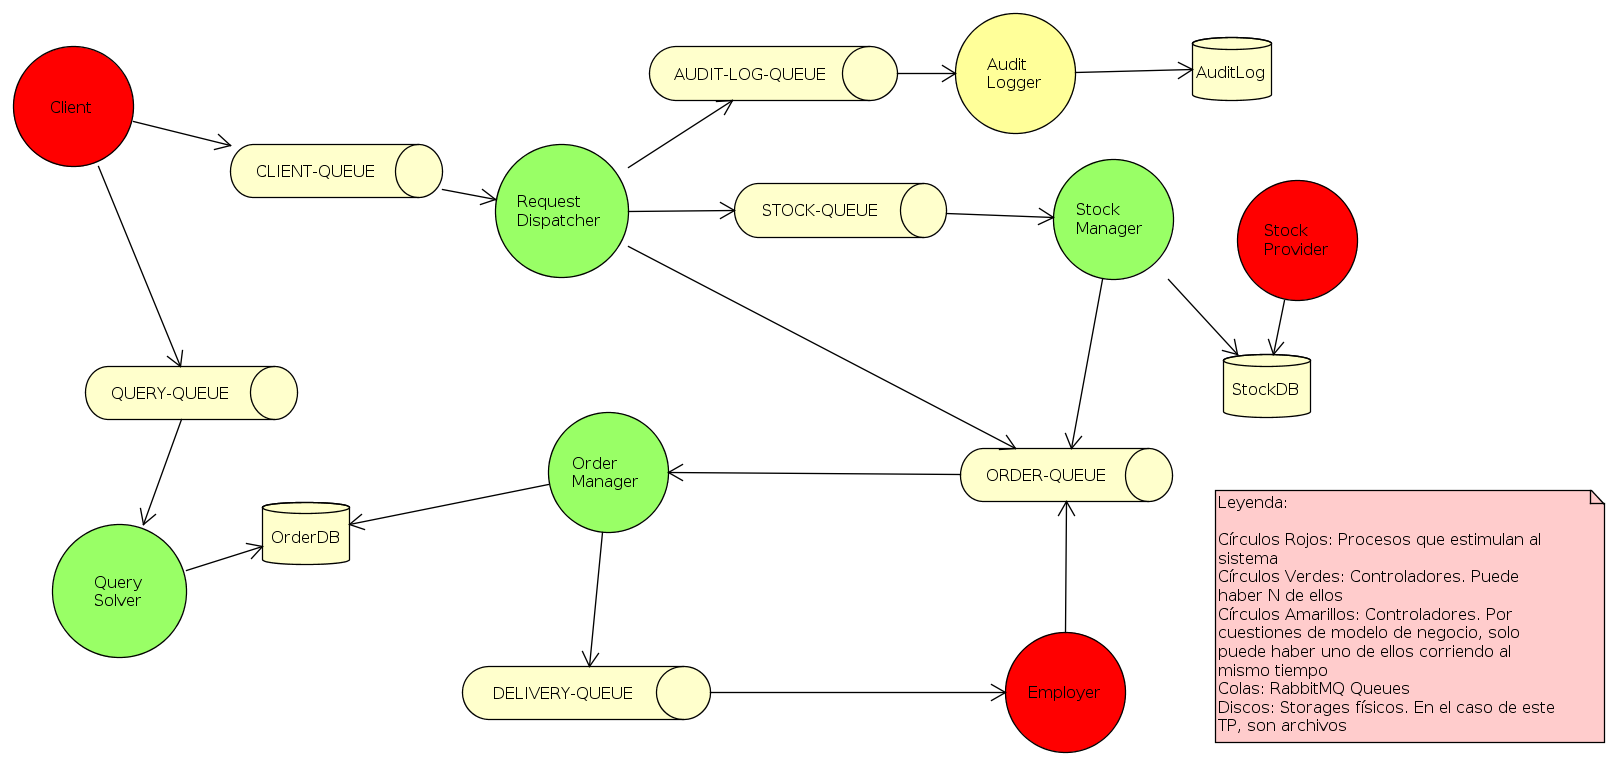 Client
CLIENT-QUEUE
Request
Dispatcher
AUDIT-LOG-QUEUE
Audit
Logger
AuditLog
STOCK-QUEUE
Stock
Manager
Stock
Provider
StockDB
QUERY-QUEUE
Order
Manager
ORDER-QUEUE
OrderDB
Query
Solver
DELIVERY-QUEUE
Employer
Leyenda:
Círculos Rojos: Procesos que estimulan al
sistema
Círculos Verdes: Controladores. Puede
haber N de ellos
Círculos Amarillos: Controladores. Por
cuestiones de modelo de negocio, solo
puede haber uno de ellos corriendo al
mismo tiempo
Colas: RabbitMQ Queues
Discos: Storages físicos. En el caso de este
TP, son archivos